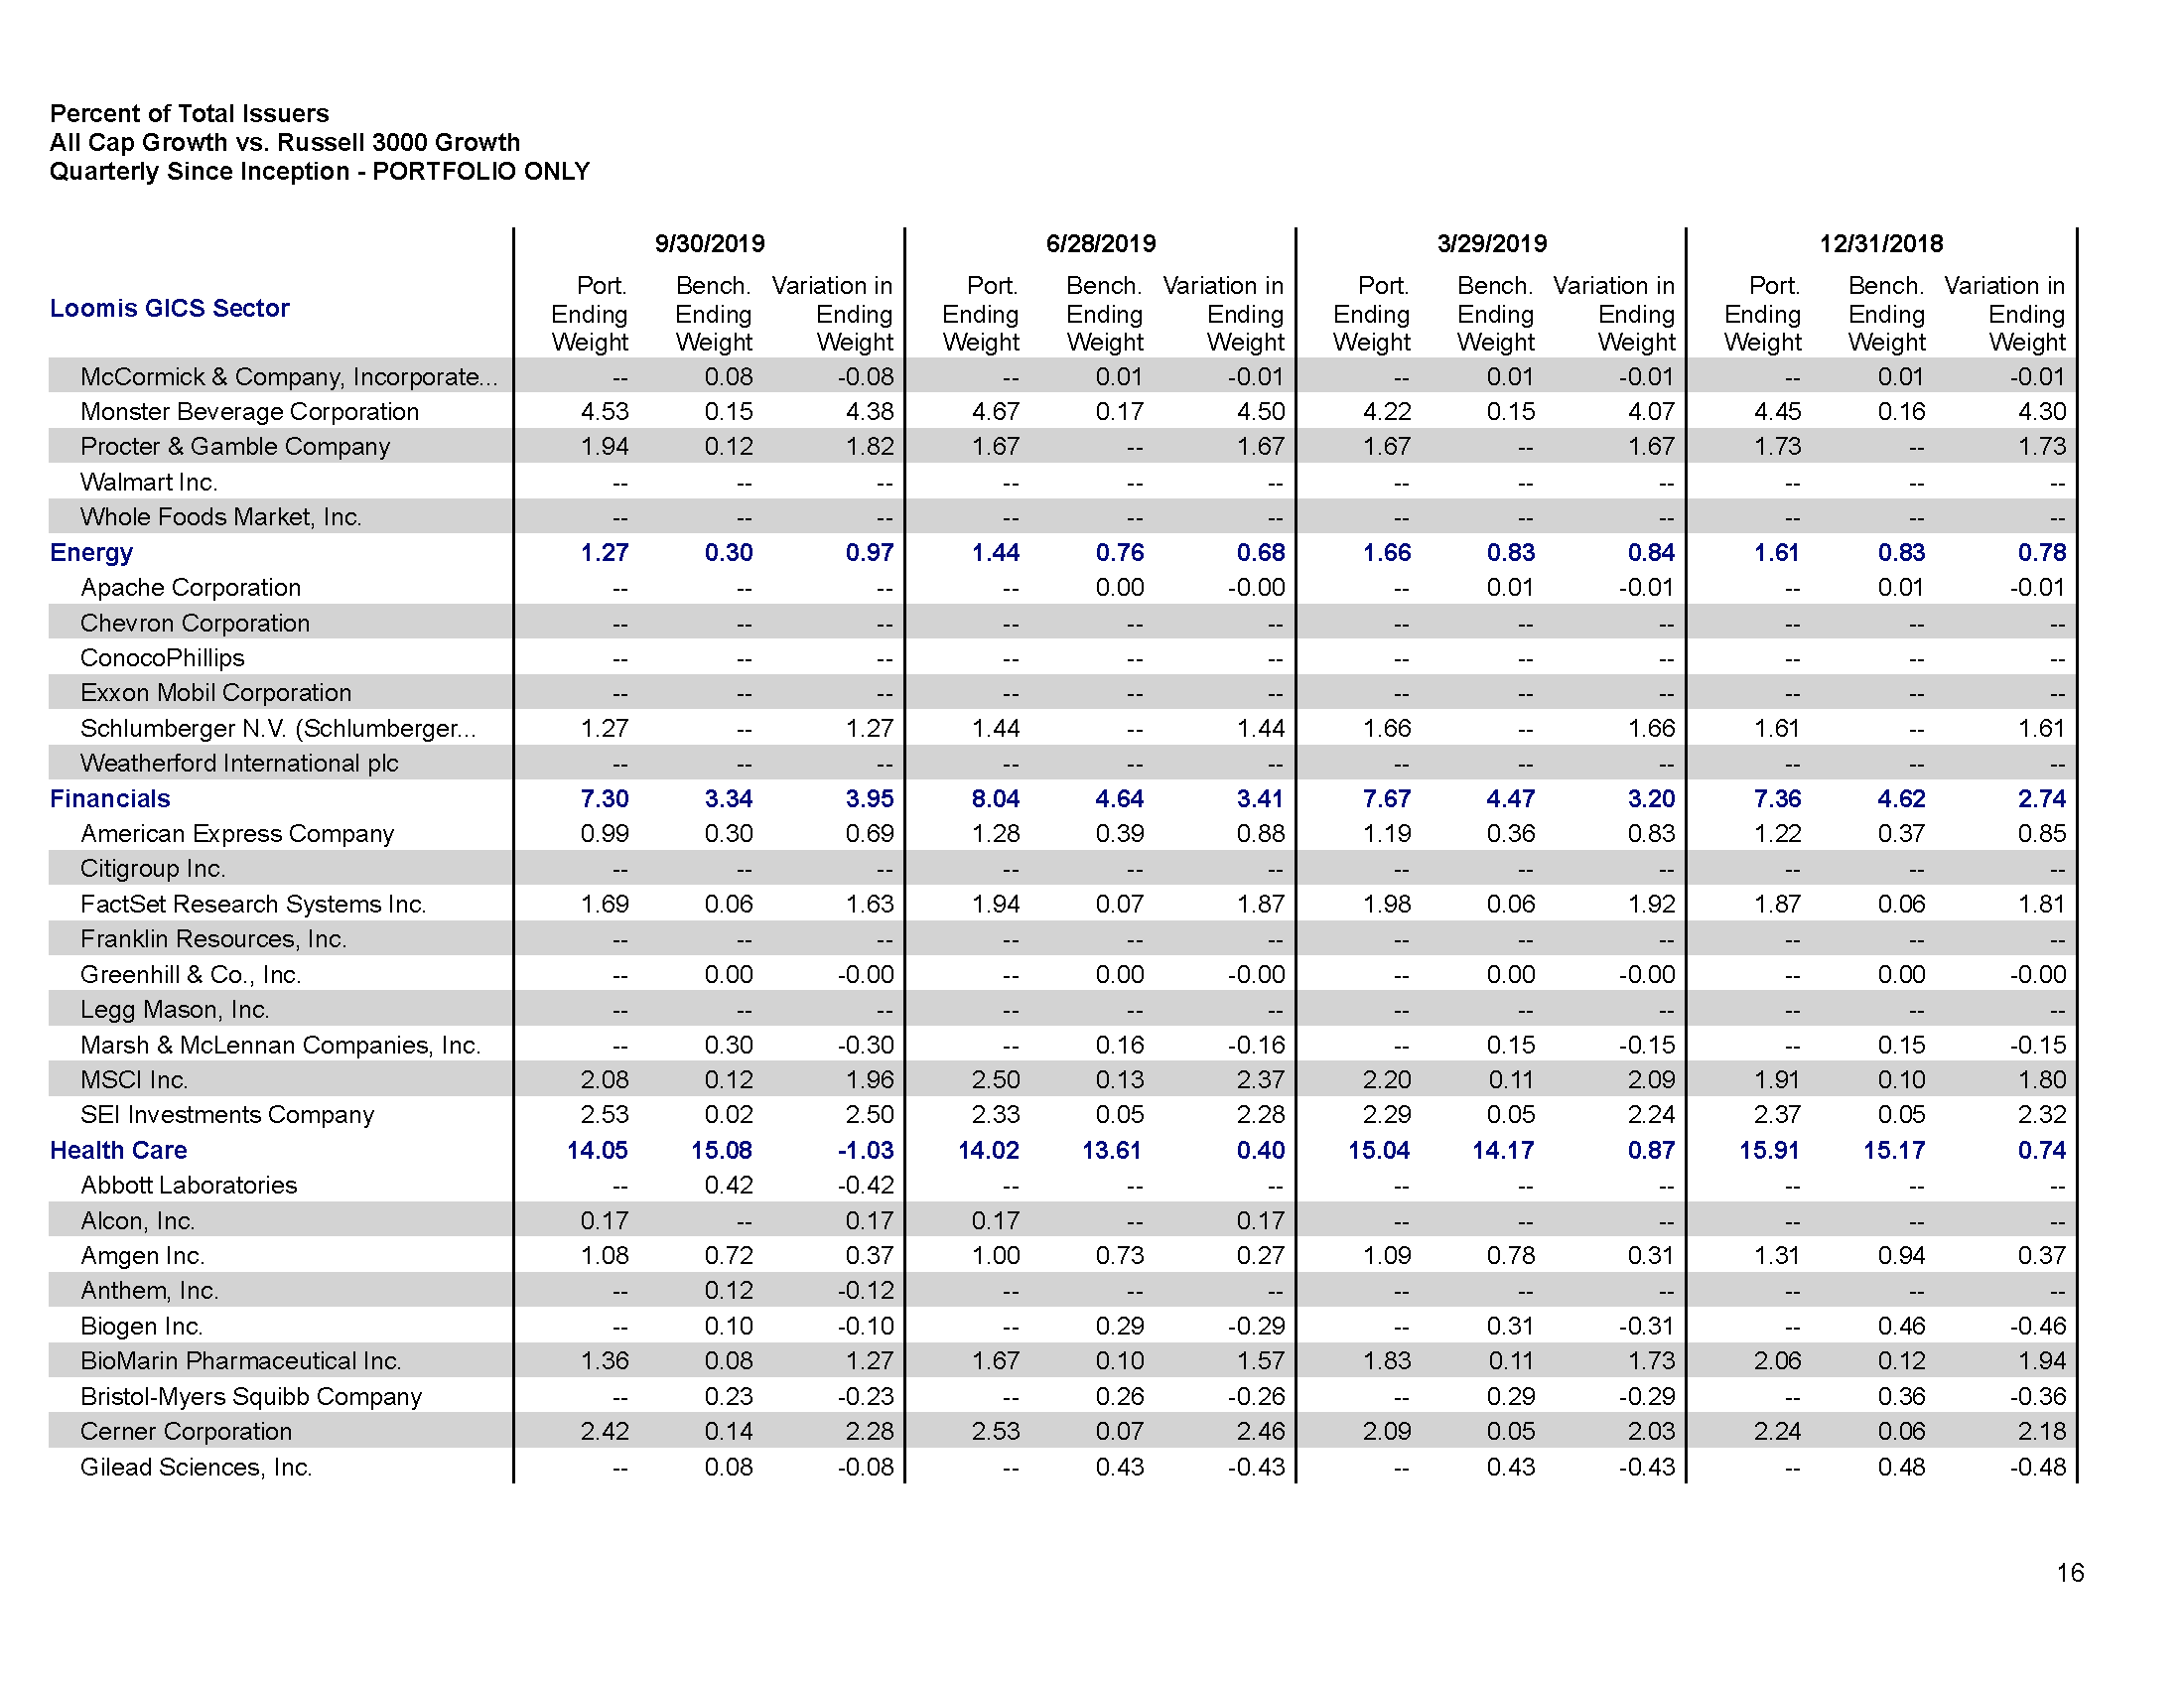 Percent of Total Issuers
All Cap Growth vs. Russell 3000 Growth
Quarterly Since Inception - PORTFOLIO ONLY
9/30/2019 6/28/2019 3/29/2019 12/31/2018
Loomis GICS Sector
Port. Bench. Variation in Port. Bench. Variation in Port. Bench. Variation in Port. Bench. Variation in
Ending Ending Ending Ending Ending Ending Ending Ending Ending Ending Ending Ending
Weight Weight Weight Weight Weight Weight Weight Weight Weight Weight Weight Weight
McCormick & Company, Incorporate... -- 0.08 -0.08 -- 0.01 -0.01 -- 0.01 -0.01 -- 0.01 -0.01
Monster Beverage Corporation 4.53 0.15 4.38 4.67 0.17 4.50 4.22 0.15 4.07 4.45 0.16 4.30
Procter & Gamble Company 1.94 0.12 1.82 1.67 -- 1.67 1.67 -- 1.67 1.73 -- 1.73
Walmart Inc. -- -- -- -- -- -- -- -- -- -- -- --
Whole Foods Market, Inc. -- -- -- -- -- -- -- -- -- -- -- --
Energy 1.27 0.30 0.97 1.44 0.76 0.68 1.66 0.83 0.84 1.61 0.83 0.78
Apache Corporation -- -- -- -- 0.00 -0.00 -- 0.01 -0.01 -- 0.01 -0.01
Chevron Corporation -- -- -- -- -- -- -- -- -- -- -- --
ConocoPhillips -- -- -- -- -- -- -- -- -- -- -- --
Exxon Mobil Corporation -- -- -- -- -- -- -- -- -- -- -- --
Schlumberger N.V. (Schlumberger... 1.27 -- 1.27 1.44 -- 1.44 1.66 -- 1.66 1.61 -- 1.61
Weatherford International plc -- -- -- -- -- -- -- -- -- -- -- --
Financials 7.30 3.34 3.95 8.04 4.64 3.41 7.67 4.47 3.20 7.36 4.62 2.74
American Express Company 0.99 0.30 0.69 1.28 0.39 0.88 1.19 0.36 0.83 1.22 0.37 0.85
Citigroup Inc. -- -- -- -- -- -- -- -- -- -- -- --
FactSet Research Systems Inc. 1.69 0.06 1.63 1.94 0.07 1.87 1.98 0.06 1.92 1.87 0.06 1.81
Franklin Resources, Inc. -- -- -- -- -- -- -- -- -- -- -- --
Greenhill & Co., Inc. -- 0.00 -0.00 -- 0.00 -0.00 -- 0.00 -0.00 -- 0.00 -0.00
Legg Mason, Inc. -- -- -- -- -- -- -- -- -- -- -- --
Marsh & McLennan Companies, Inc. -- 0.30 -0.30 -- 0.16 -0.16 -- 0.15 -0.15 -- 0.15 -0.15
MSCI Inc. 2.08 0.12 1.96 2.50 0.13 2.37 2.20 0.11 2.09 1.91 0.10 1.80
SEI Investments Company 2.53 0.02 2.50 2.33 0.05 2.28 2.29 0.05 2.24 2.37 0.05 2.32
Health Care 14.05 15.08 -1.03 14.02 13.61 0.40 15.04 14.17 0.87 15.91 15.17 0.74
Abbott Laboratories -- 0.42 -0.42 -- -- -- -- -- -- -- -- --
Alcon, Inc. 0.17 -- 0.17 0.17 -- 0.17 -- -- -- -- -- --
Amgen Inc. 1.08 0.72 0.37 1.00 0.73 0.27 1.09 0.78 0.31 1.31 0.94 0.37
Anthem, Inc. -- 0.12 -0.12 -- -- -- -- -- -- -- -- --
Biogen Inc. -- 0.10 -0.10 -- 0.29 -0.29 -- 0.31 -0.31 -- 0.46 -0.46
BioMarin Pharmaceutical Inc. 1.36 0.08 1.27 1.67 0.10 1.57 1.83 0.11 1.73 2.06 0.12 1.94
Bristol-Myers Squibb Company -- 0.23 -0.23 -- 0.26 -0.26 -- 0.29 -0.29 -- 0.36 -0.36
Cerner Corporation 2.42 0.14 2.28 2.53 0.07 2.46 2.09 0.05 2.03 2.24 0.06 2.18
Gilead Sciences, Inc. -- 0.08 -0.08 -- 0.43 -0.43 -- 0.43 -0.43 -- 0.48 -0.48
16